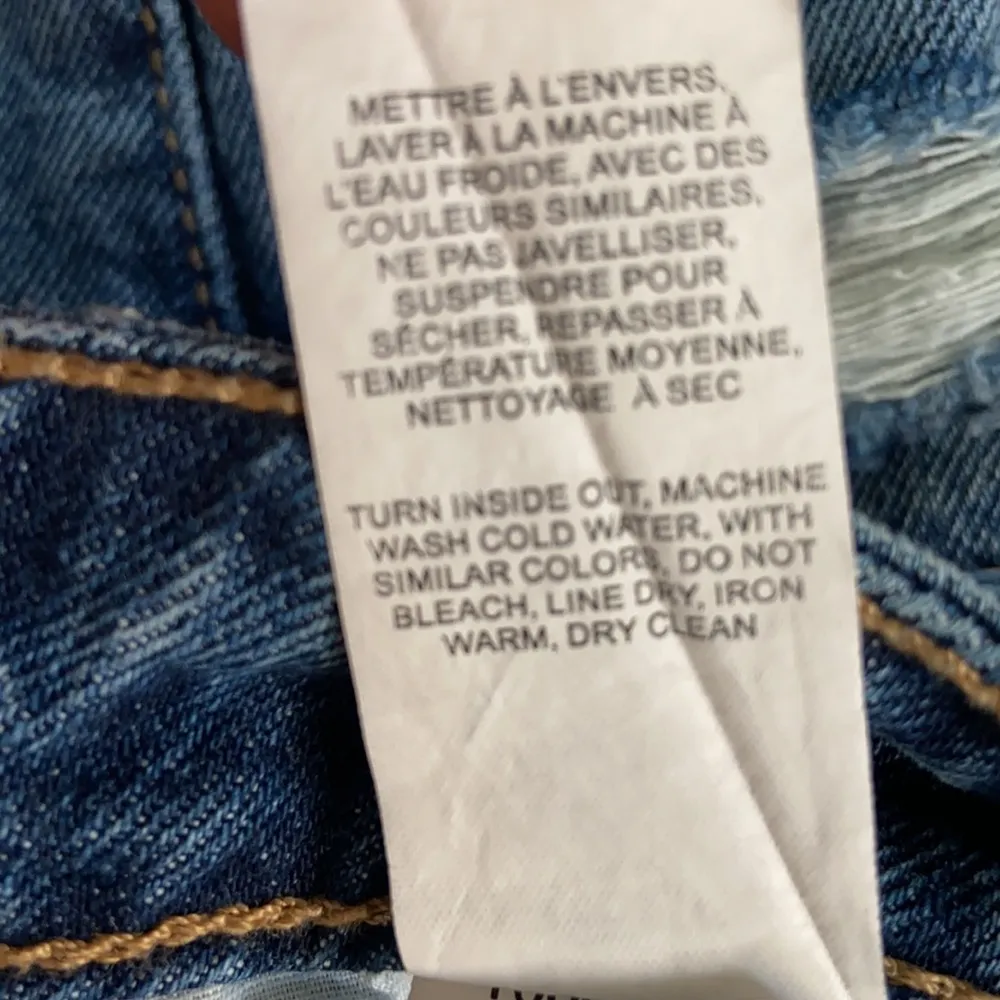 METTRE À L'ENVERS,
LAVER À LA MACHINE À
L'EAU FROIDE, AVEC DES
COULEURS SIMILAIRES,
NE PAS JAVELLISER,
SUSPENDRE POUR
SÉCHER, REPASSER À
TEMPÉRATURE MOYENNE,
NETTOYAGE À SEC
TURN INSIDE OUT, MACHINE
WASH COLD WATER, WITH
SIMILAR COLORS, DO NOT
BLEACH, LINE DRY, IRON
WARM, DRY CLEAN